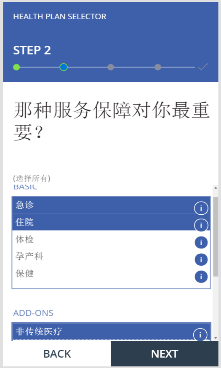 HEALTH PLAN SELECTOR
STEP 2
那种服务保障对你最重
要?
(选择所有)
BASIC
急诊
住院
体检
孕产科
保健
ADD-ONS
非传统医疗
BACK
NEXT